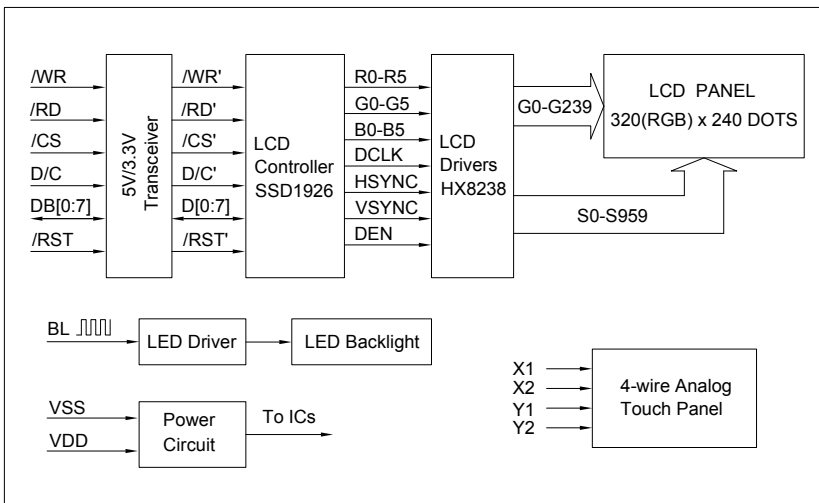 /WR
/RD
/CS
D/C
DB[0:7]
/RST
5V/3.3V
Transceiver
/WR'
/RD'
/CS'
D/C'
D[0:7]
/RST'
LCD
Controller
SSD1926
R0-R5
G0-G5
B0-B5
DCLK
HSYNC
VSYNC
DEN
LCD
Drivers
HX8238
G0-G239
S0-S959
LCD PANEL
320(RGB) x 240 DOTS
BL
LED Driver
LED Backlight
VSS
VDD
Power
Circuit
To ICs
X1
X2
Y1
Y2
4-wire Analog
Touch Panel